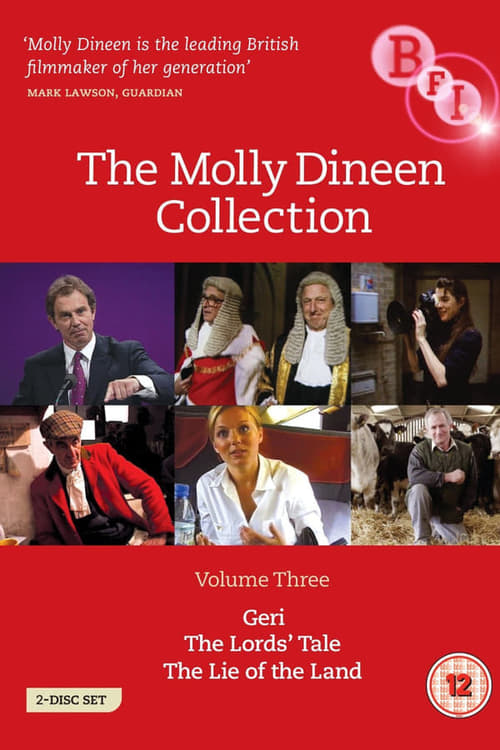 ‘Molly Dineen is the leading British
filmmaker of her generation’
MARK LAWSON, GUARDIAN
BFI
The Molly Dineen
Collection
Volume Three
Geri
The Lords’ Tale
The Lie of the Land
2-DISC SET
12